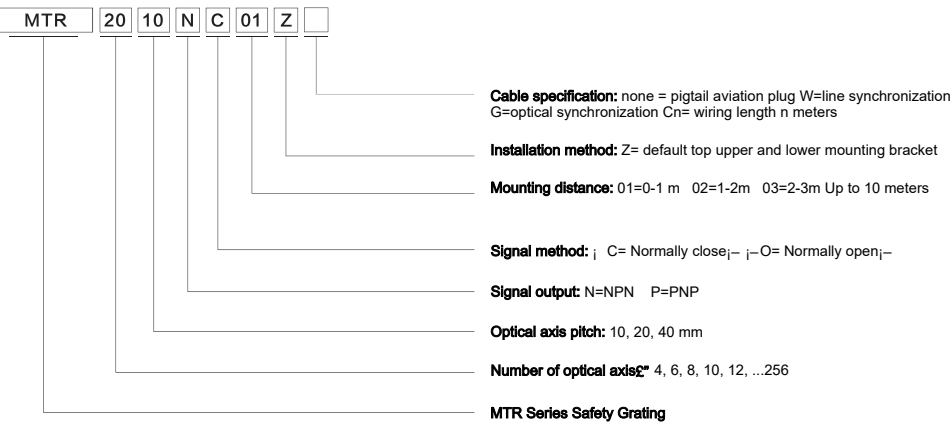 MTR 20 10 N C 01 Z
Cable specification: none = pigtail aviation plug W=line synchronization
G=optical synchronization Cn= wiring length n meters
Installation method: Z= default top upper and lower mounting bracket
Mounting distance: 01=0-1 m 02=1-2m 03=2-3m Up to 10 meters
Signal method: ¡ C= Normally close¡– ¡–O= Normally open¡–
Signal output: N=NPN P=PNP
Optical axis pitch: 10, 20, 40 mm
Number of optical axis£" 4, 6, 8, 10, 12, ...256
MTR Series Safety Grating